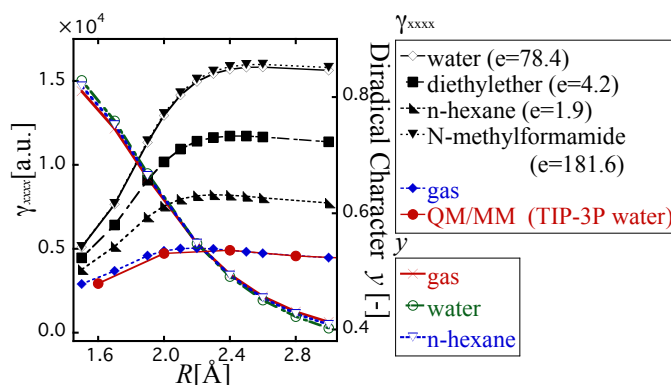 ×10⁴
γxxxx
1.5
1.0
0.5
0.0
γxxxx[a.u.]
1.6
2.0
2.4
2.8
R[Å]
0.8
0.6
0.4
Diradical Character y [-]
water (e=78.4)
diethylether (e=4.2)
n-hexane (e=1.9)
N-methylformamide
(e=181.6)
gas
QM/MM (TIP-3P water)
y
gas
water
n-hexane